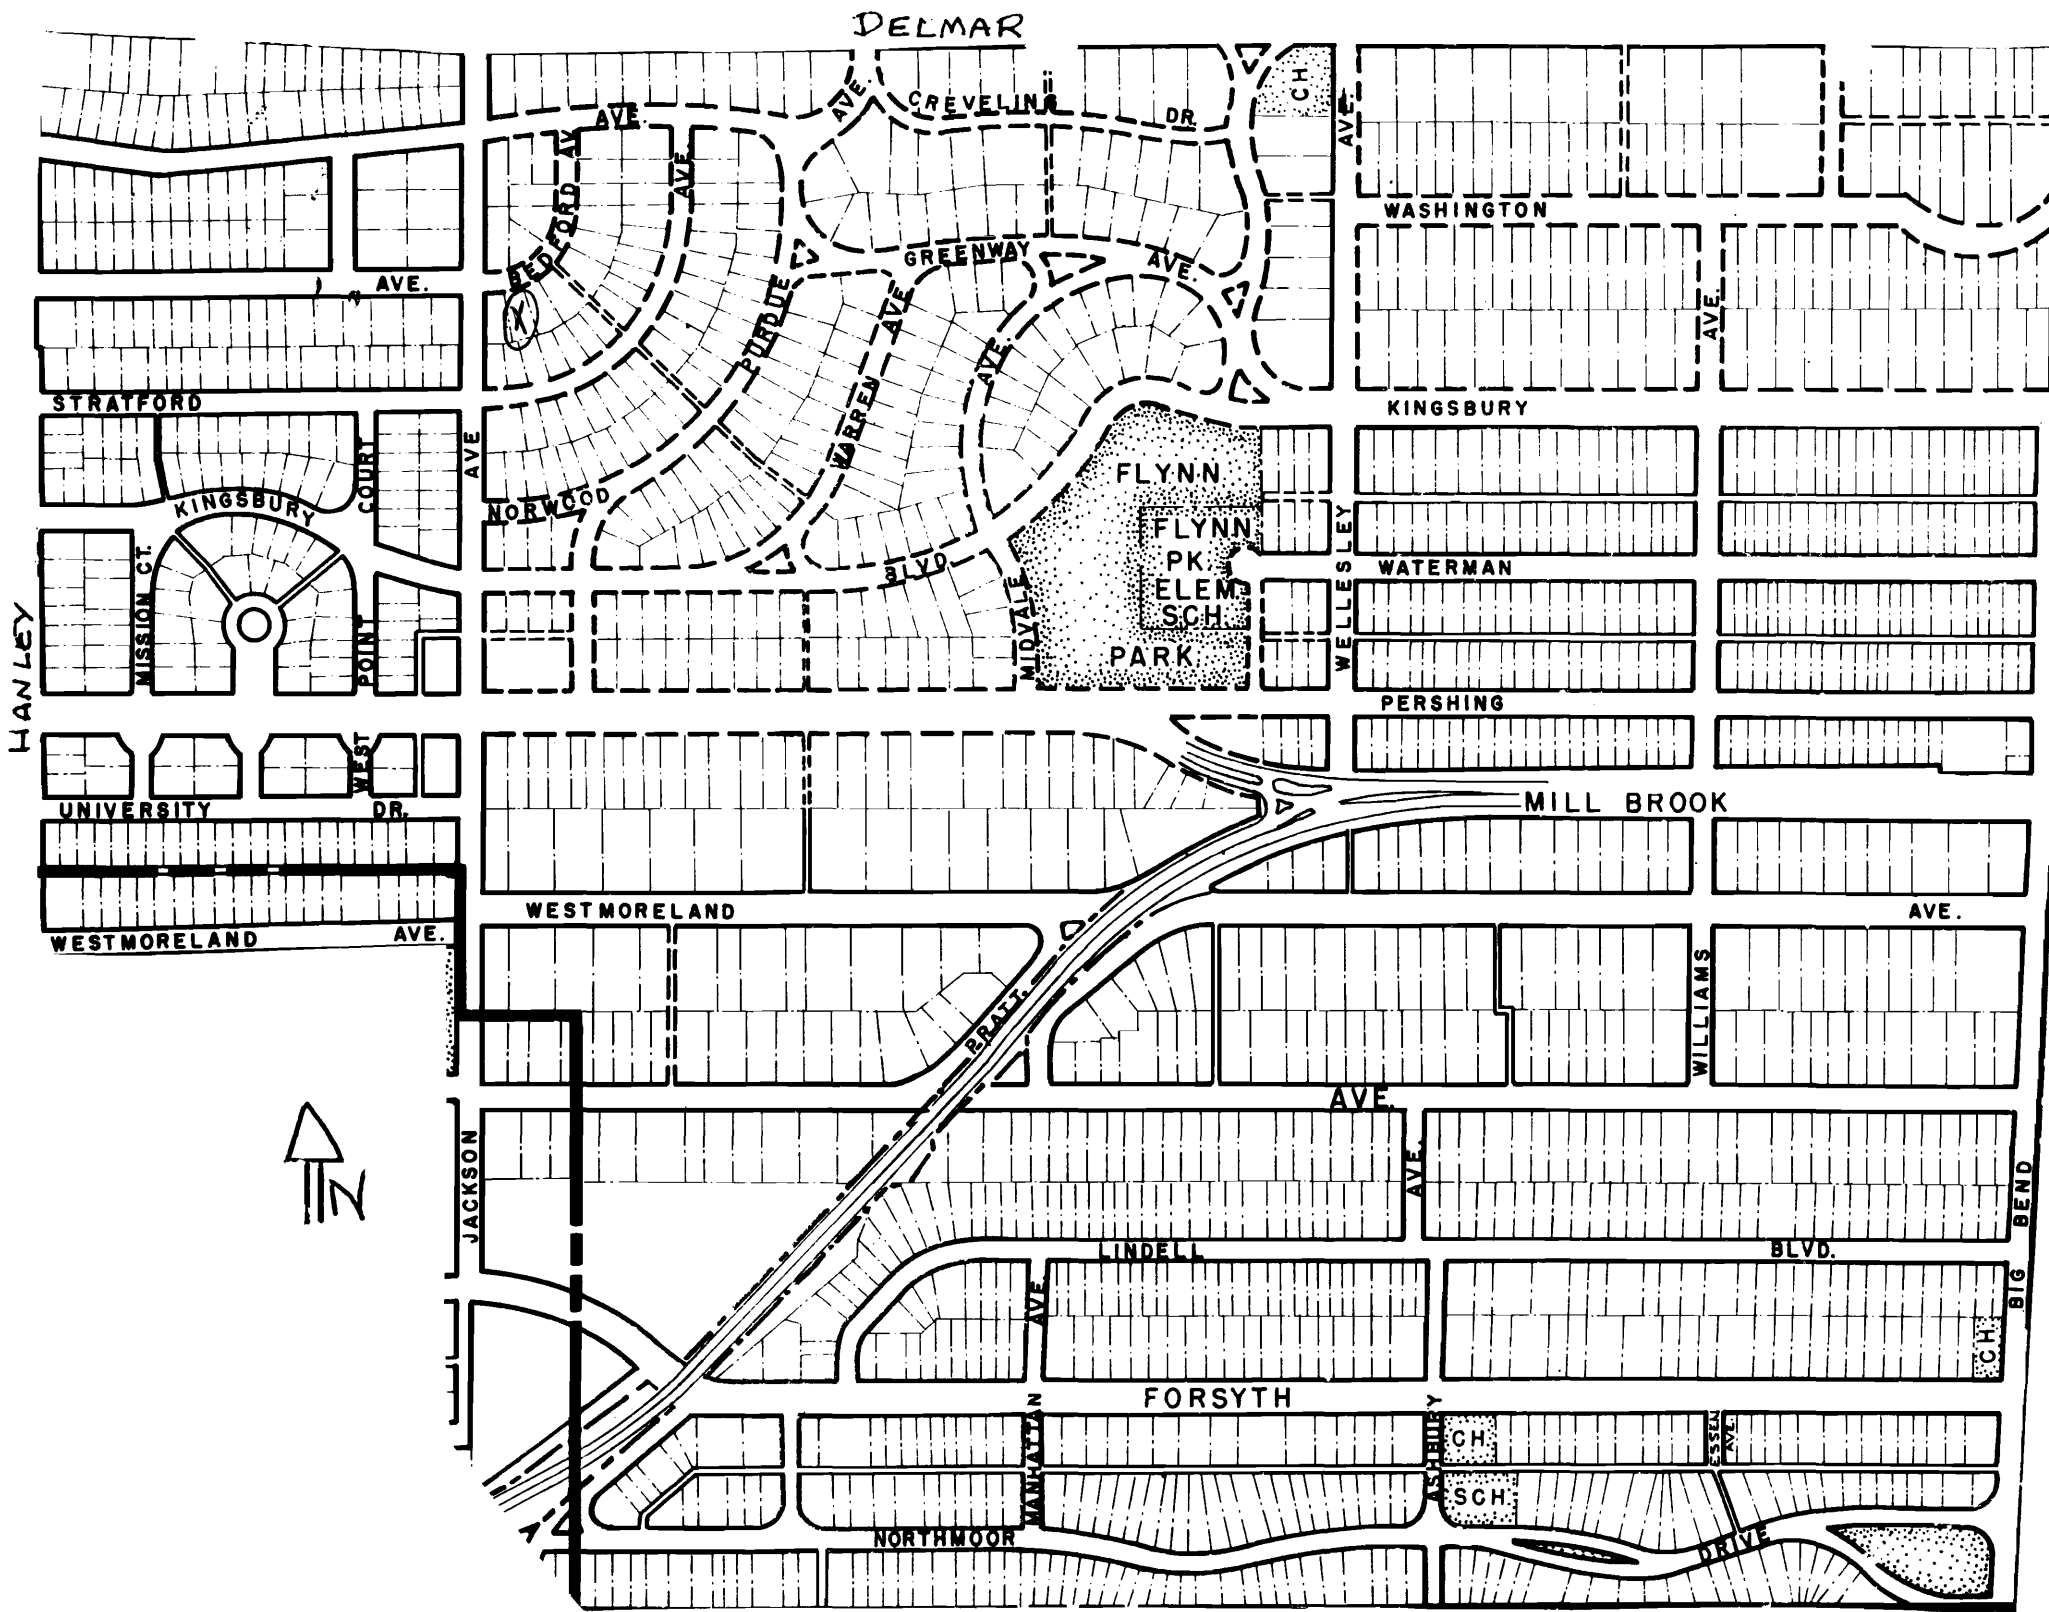 DELMAR
CH
AVE.
CREVELING
DR.
AVE.
AVE.
BEDFORD AV
AVE.
WASHINGTON
GREENWAY
AVE.
AVE.
PURDUE
WARREN AVE.
AVE.
AVE.
X
STRATFORD
KINGSBURY
AVE
COURT
KINGSBURY
NORWOOD
FLYNN
FLYNN
PK.
ELEM.
SCH.
PARK
BLVD.
MIDVALE
WELLESLEY
WATERMAN
MISSION CT.
POINT
WEST
HANLEY
PERSHING
UNIVERSITY
DR.
MILL BROOK
WESTMORELAND
AVE.
WESTMORELAND
AVE.
P.R.A.T.T.
WILLIAMS
AVE.
N
JACKSON
AVE.
BIG BEND
LINDELL
BLVD.
AVE
BIG
CH
FORSYTH
MANHATTAN
ASHBURY
CH
SCH.
ESSEX AVE.
NORTHMOOR
DRIVE